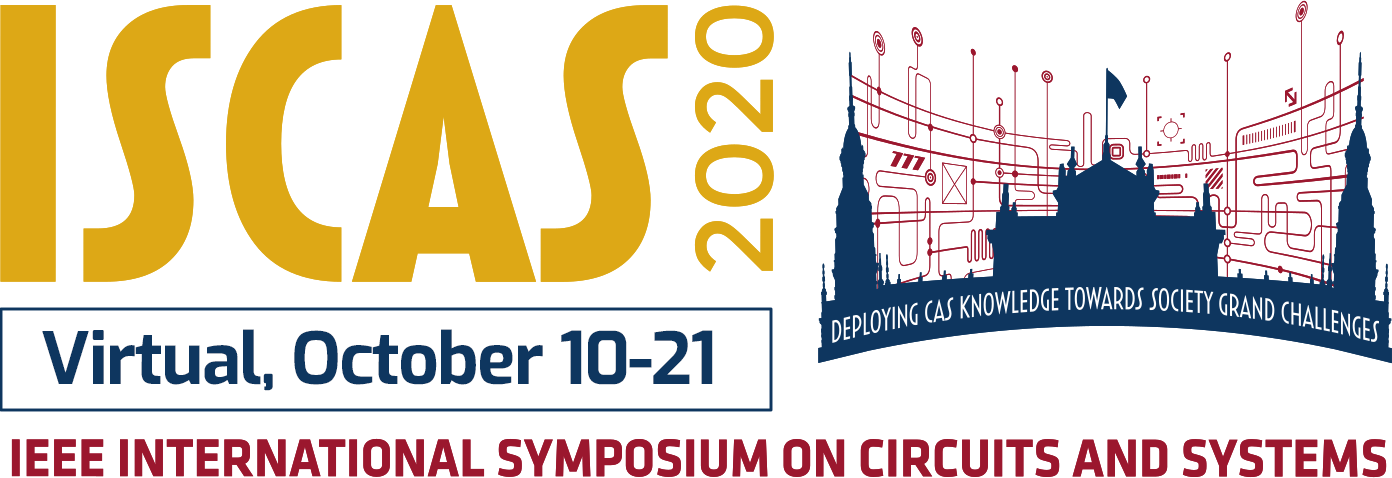 ISCAS
2020
Virtual, October 10-21
DEPLOYING CAS KNOWLEDGE TOWARDS SOCIETY GRAND CHALLENGES
IEEE INTERNATIONAL SYMPOSIUM ON CIRCUITS AND SYSTEMS